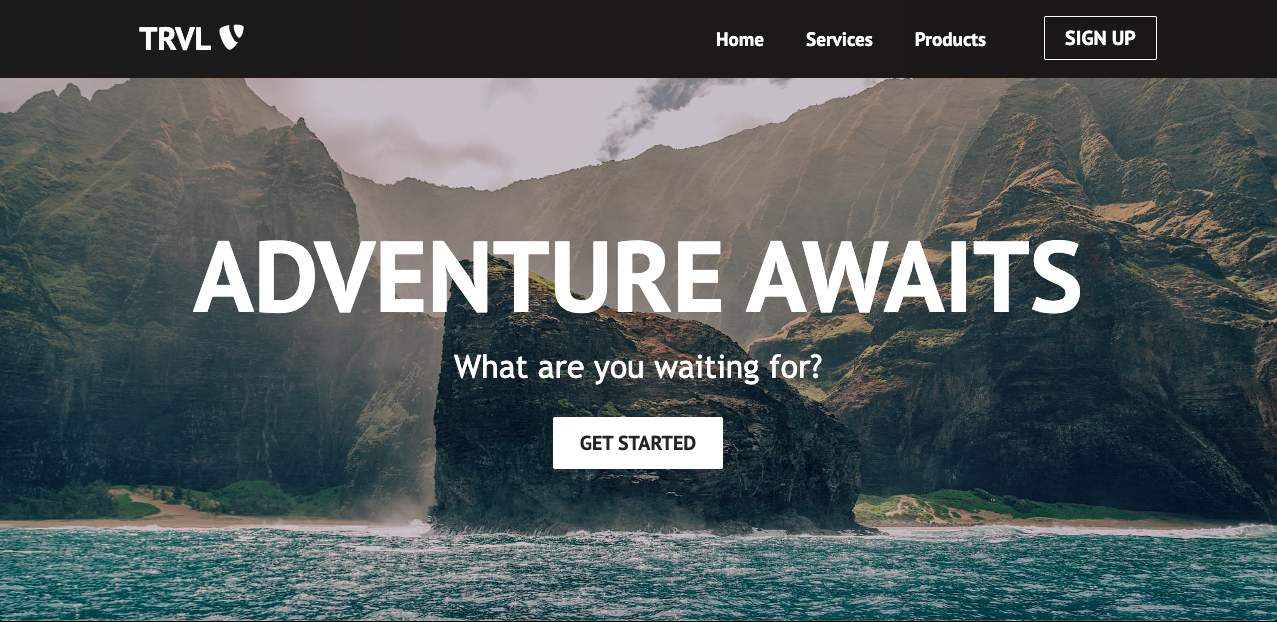 TRVL
Home Services Products SIGN UP
ADVENTURE AWAITS
What are you waiting for?
GET STARTED